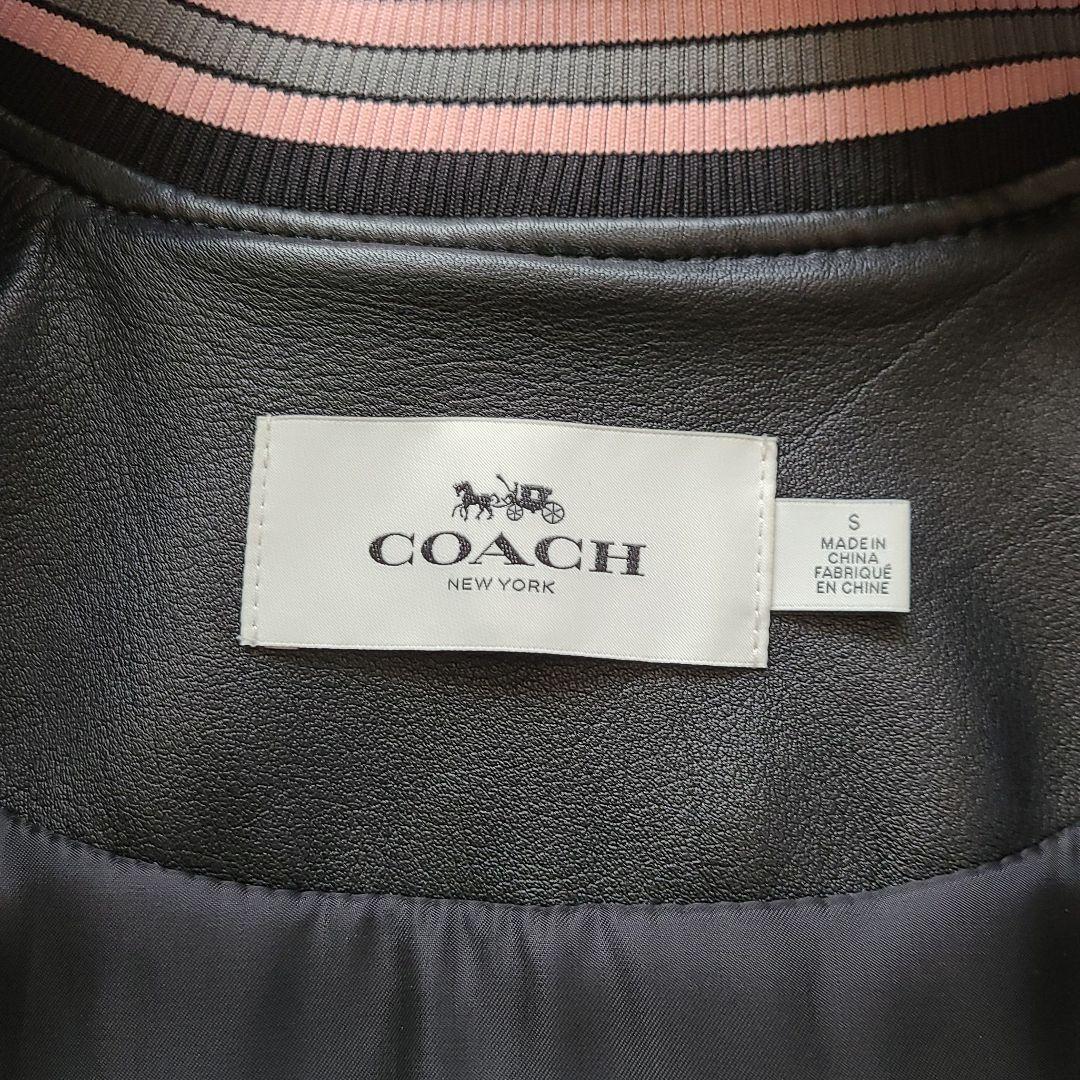 COACH
NEW YORK
S
MADE IN
CHINA
FABRIQUÉ
EN CHINE